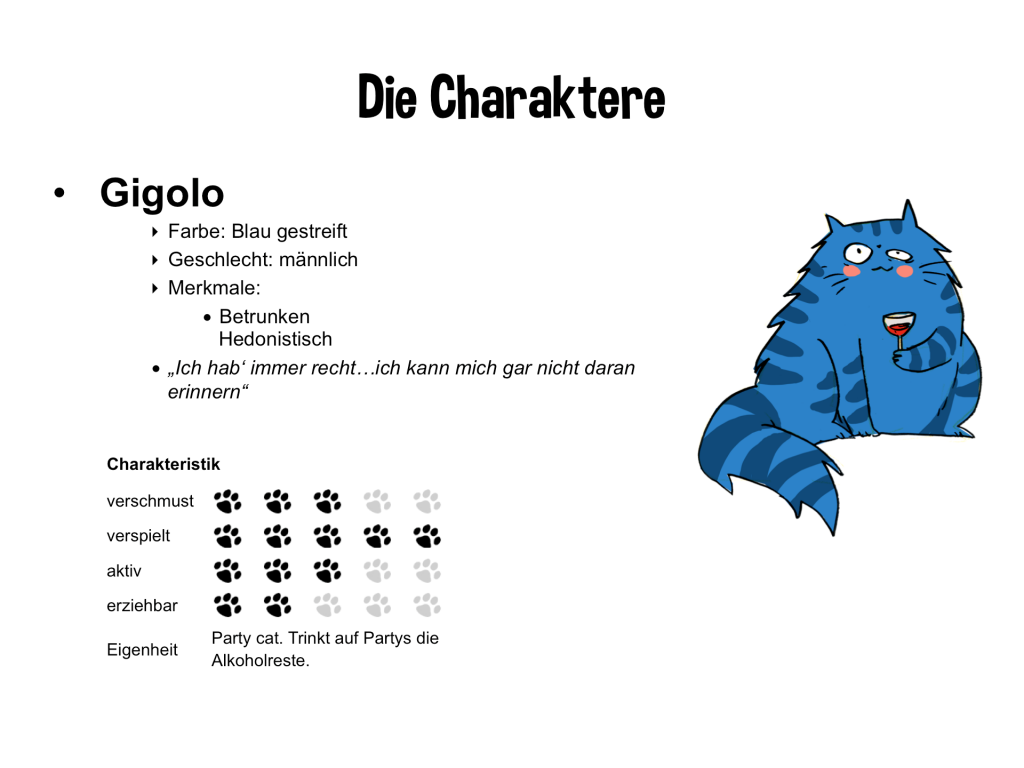 Die Charaktere
• Gigolo
Farbe: Blau gestreift
Geschlecht: männlich
Merkmale:
• Betrunken
Hedonistisch
• „Ich hab‘ immer recht…ich kann mich gar nicht daran
erinnern“
Charakteristik
verschmust
verspielt
aktiv
erziehbar
Eigenheit
Party cat. Trinkt auf Partys die
Alkoholreste.